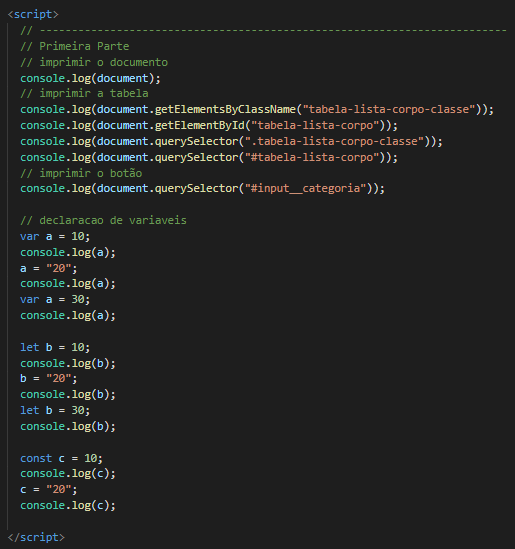 <script>
// --------------------------------------------------------------------------
// Primeira Parte
// imprimir o documento
console.log(document);
// imprimir a tabela
console.log(document.getElementsByClassName("tabela-lista-corpo-classe"));
console.log(document.getElementById("tabela-lista-corpo"));
console.log(document.querySelector(".tabela-lista-corpo-classe"));
console.log(document.querySelector("#tabela-lista-corpo"));
// imprimir o botão
console.log(document.querySelector("#input__categoria"));
// declaracao de variaveis
var a = 10;
console.log(a);
a = "20";
console.log(a);
var a = 30;
console.log(a);
let b = 10;
console.log(b);
b = "20";
console.log(b);
let b = 30;
console.log(b);
const c = 10;
console.log(c);
c = "20";
console.log(c);
</script>